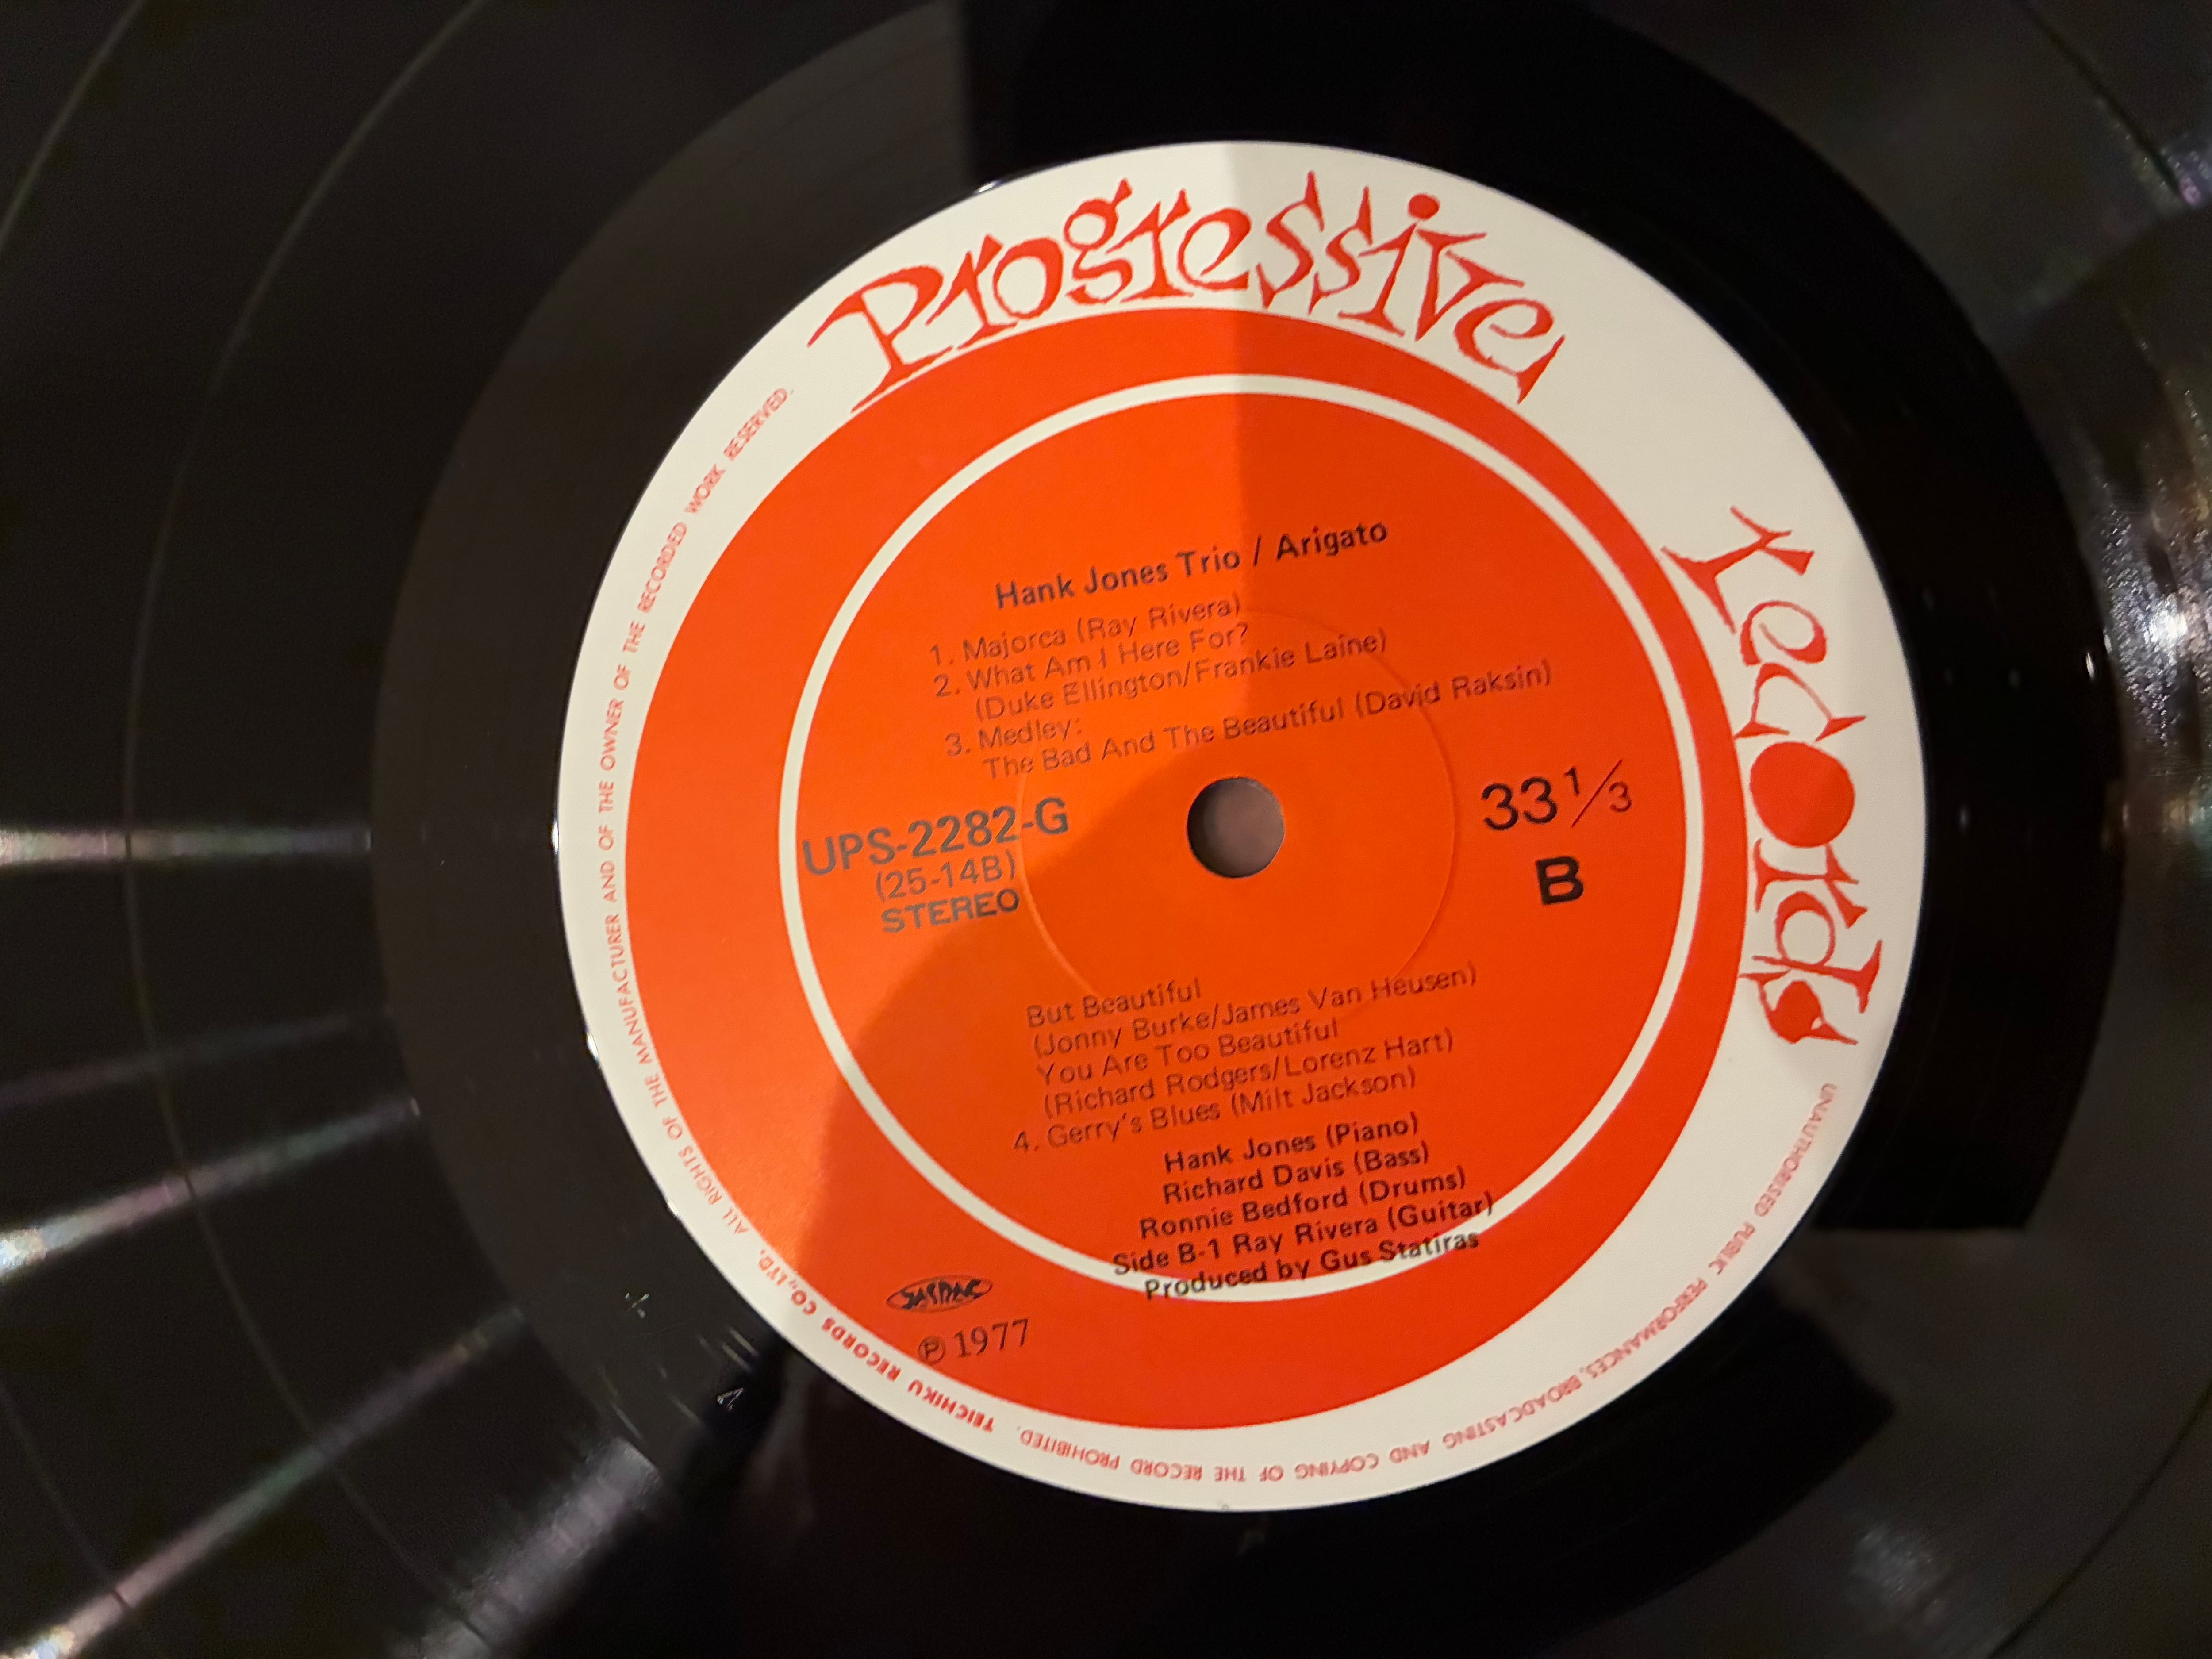 Progressive records
Hank Jones Trio / Arigato
1. Majorca (Ray Rivera)
2. What Am I Here For?
(Duke Ellington/Frankie Laine)
3. Medley:
The Bad And The Beautiful (David Raksin)
UPS-2282-G
(25-14B)
STEREO
33 1/3
B
But Beautiful
(Jonny Burke/James Van Heusen)
You Are Too Beautiful
(Richard Rodgers/Lorenz Hart)
4. Gerry's Blues (Milt Jackson)
Hank Jones (Piano)
Richard Davis (Bass)
Ronnie Bedford (Drums)
Side B-1 Ray Rivera (Guitar)
Produced by Gus Statiras
JASRAC
Ⓟ 1977
TEICHIKU RECORDS CO., LTD. ALL RIGHTS OF THE MANUFACTURER AND OF THE OWNER OF THE RECORDED WORK RESERVED.
UNAUTHORISED PUBLIC PERFORMANCES, BROADCASTING AND COPYING OF THE RECORD PROHIBITED.